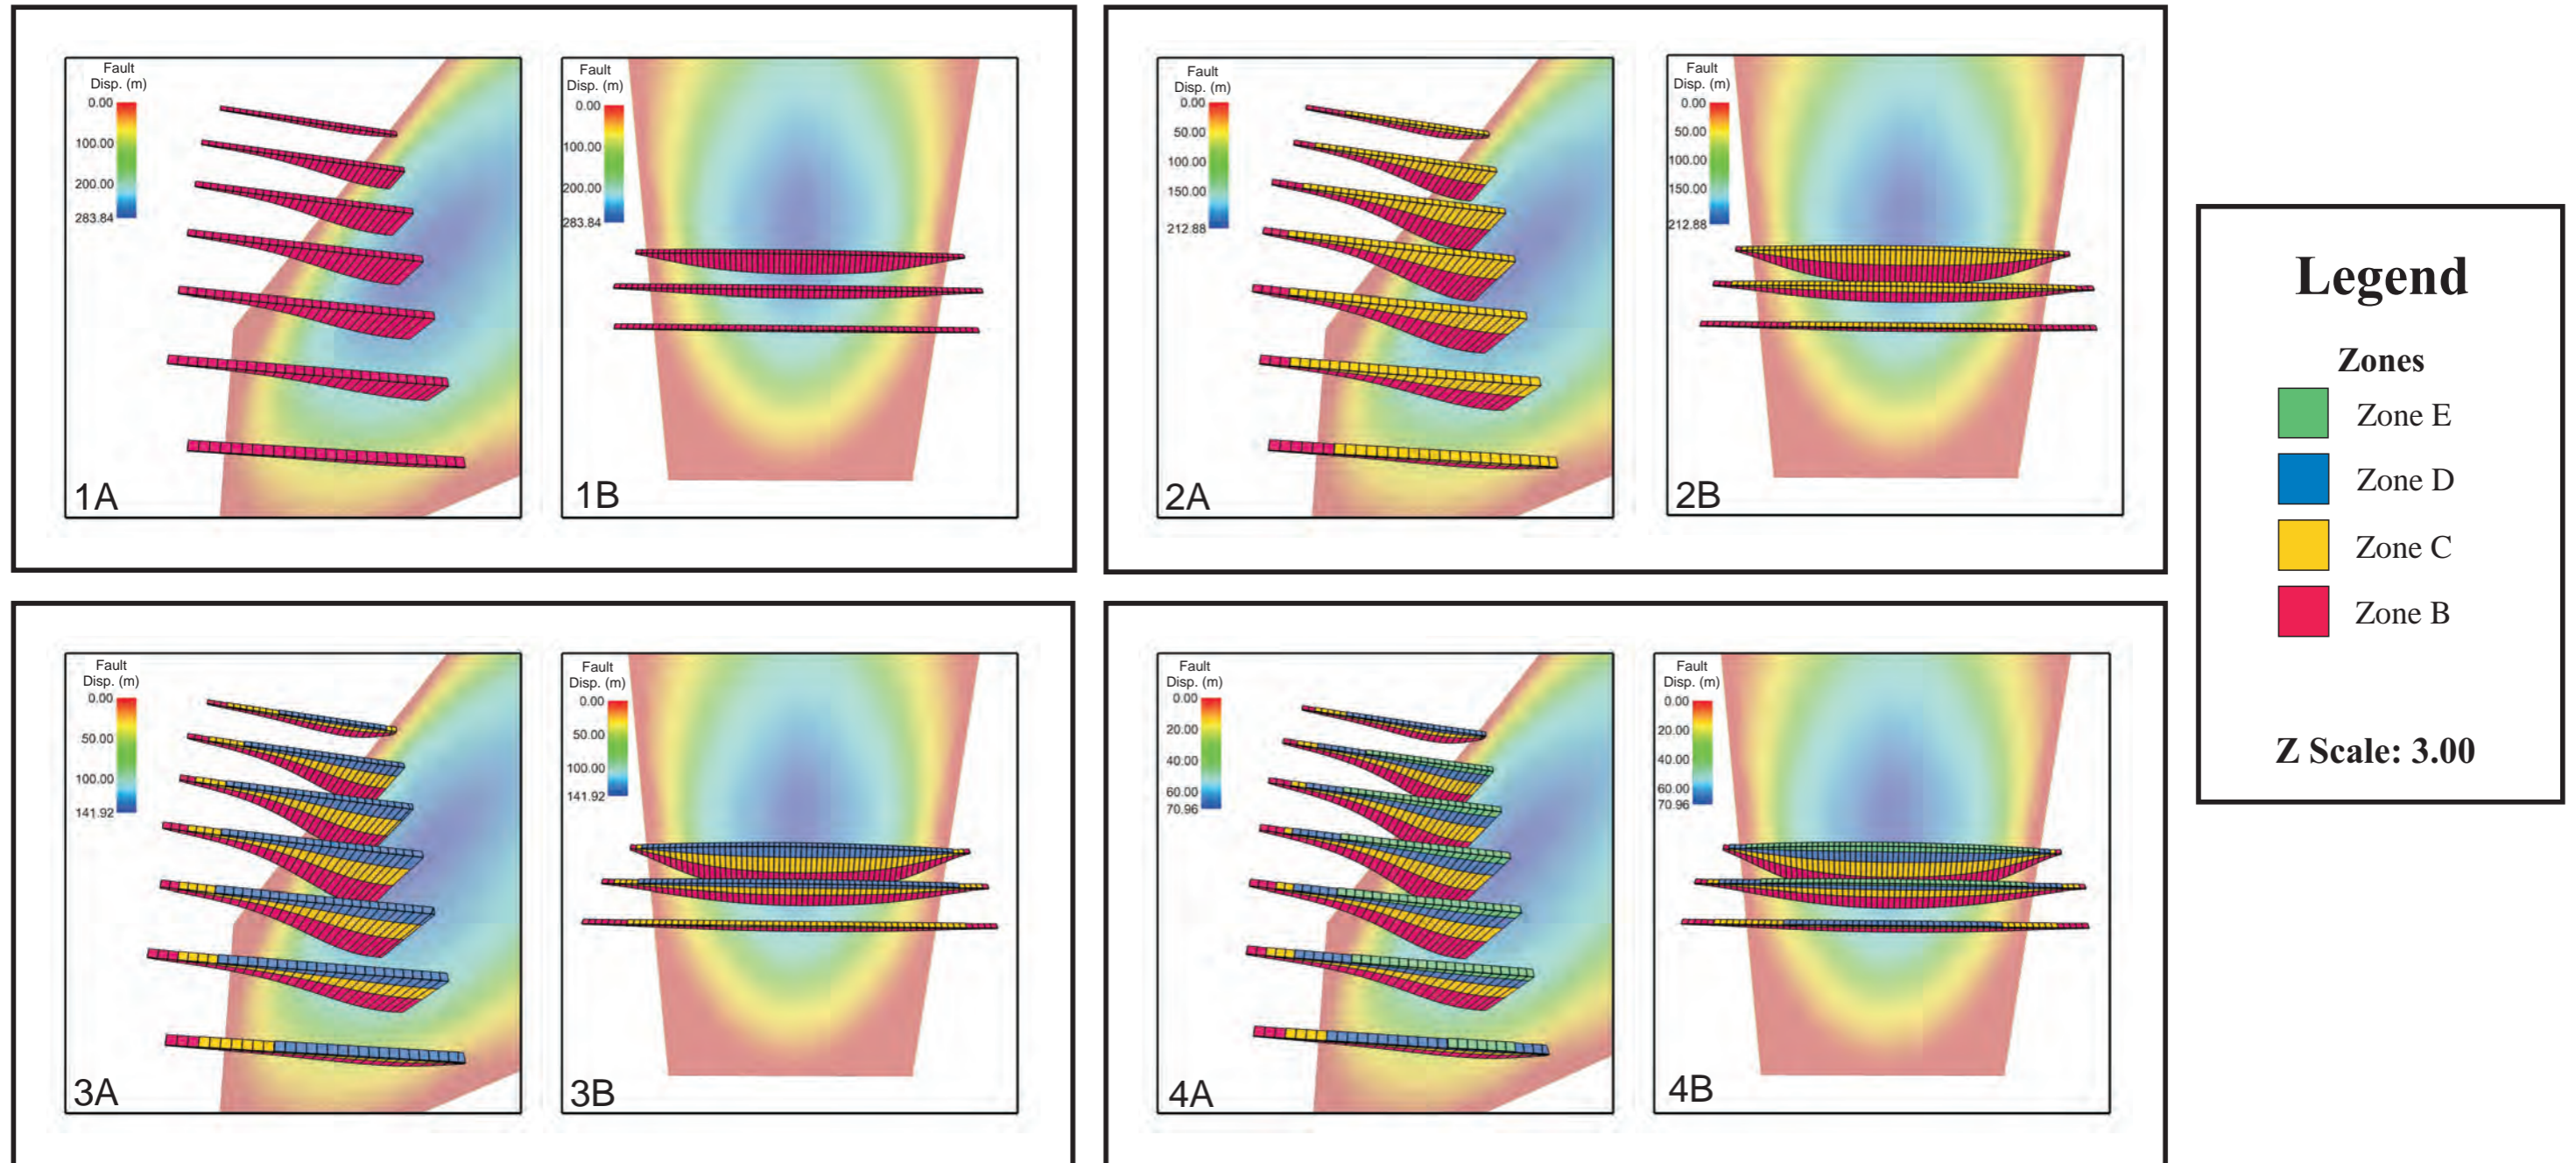 Fault
Disp. (m)
0.00
100.00
200.00
283.84
1A
Fault
Disp. (m)
0.00
100.00
200.00
283.84
1B
Fault
Disp. (m)
0.00
50.00
100.00
150.00
212.88
2A
Fault
Disp. (m)
0.00
50.00
100.00
150.00
212.88
2B
Fault
Disp. (m)
0.00
50.00
100.00
141.92
3A
Fault
Disp. (m)
0.00
50.00
100.00
141.92
3B
Fault
Disp. (m)
0.00
20.00
40.00
60.00
70.96
4A
Fault
Disp. (m)
0.00
20.00
40.00
60.00
70.96
4B
Legend
Zones
Zone E
Zone D
Zone C
Zone B
Z Scale: 3.00